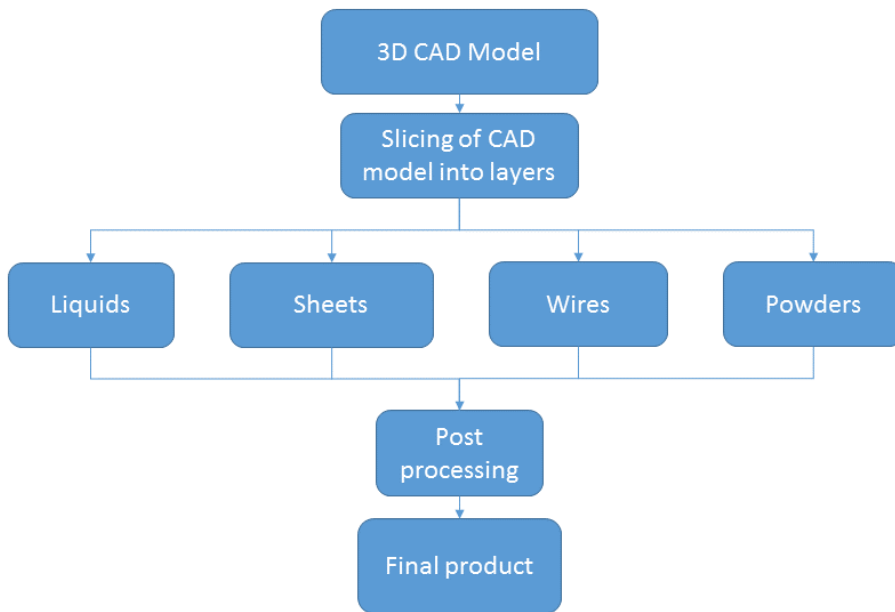 3D CAD Model
Slicing of CAD
model into layers
Liquids
Sheets
Wires
Powders
Post
processing
Final product